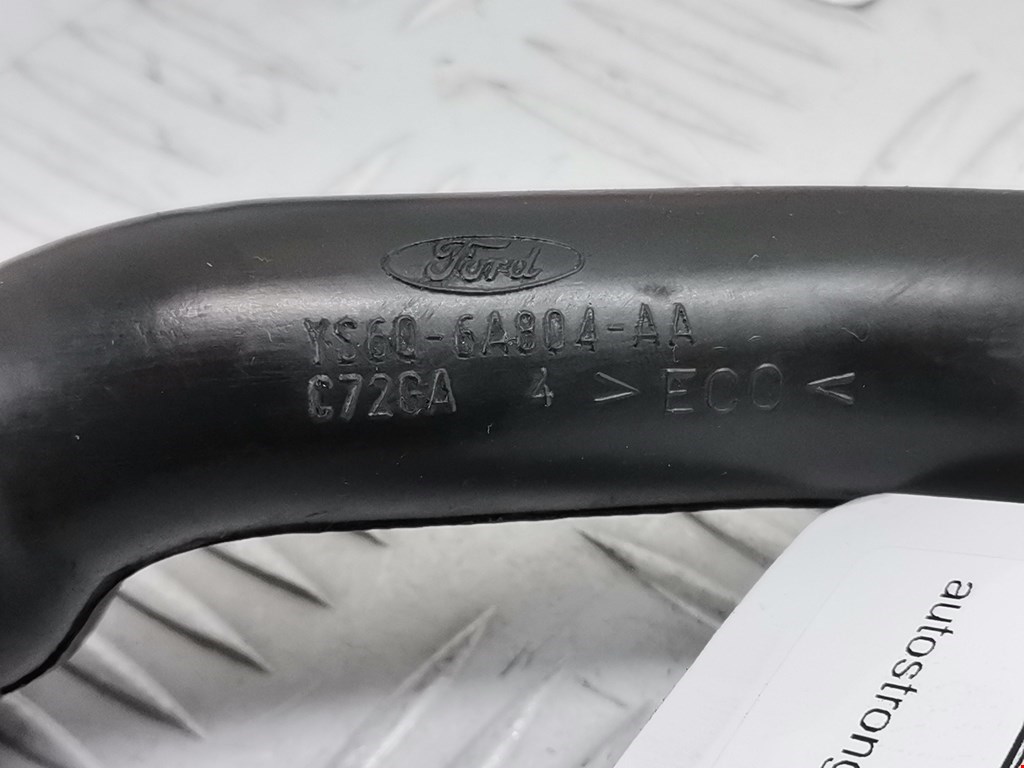 Ford
YS6Q-6A804-AA
C72GA 4 > ECO <
autostrong